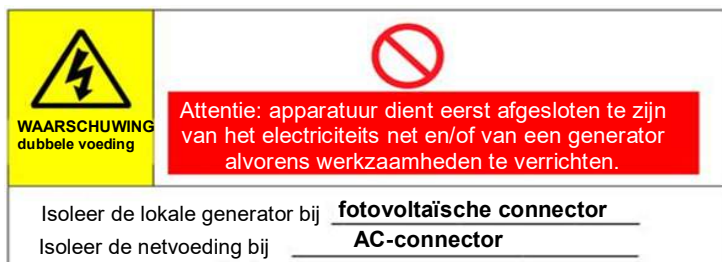 WAARSCHUWING
dubbele voeding
Attentie: apparatuur dient eerst afgesloten te zijn
van het electriciteits net en/of van een generator
alvorens werkzaamheden te verrichten.
Isoleer de lokale generator bij fotovoltaïsche connector
Isoleer de netvoeding bij AC-connector